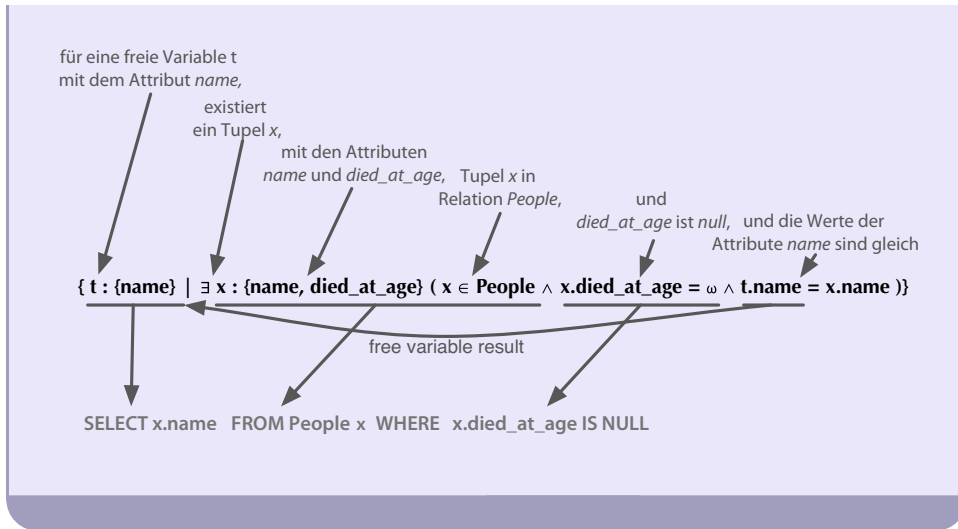 für eine freie Variable t
mit dem Attribut name,
existiert
ein Tupel x,
mit den Attributen
name und died_at_age,
Tupel x in
Relation People,
und
died_at_age ist null,
und die Werte der
Attribute name sind gleich
{ t : {name} | ∃ x : {name, died_at_age} ( x ∈ People ∧ x.died_at_age = ω ∧ t.name = x.name )}
free variable result
SELECT x.name FROM People x WHERE x.died_at_age IS NULL